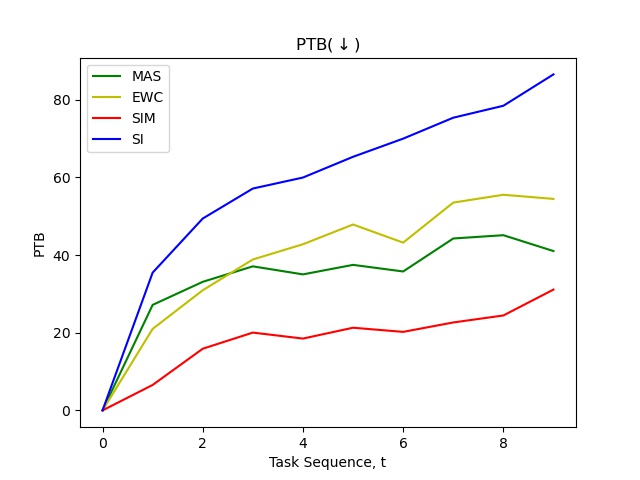 PTB(↓)
MAS
EWC
SIM
SI
PTB
80
60
40
20
0
0 2 4 6 8
Task Sequence, t